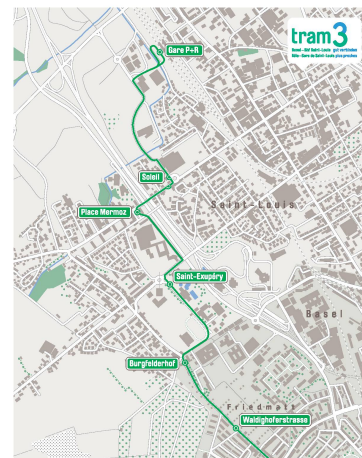 tram3
Basel–Bhf Saint-Louis gut verbinden
Bâle–Gare de Saint-Louis plus proches
Gare P+R
Soleil
Place Mermoz
Saint-Louis
Saint-Exupéry
Basel
Burgfelderhof
Friedmatt
Waldighoferstrasse